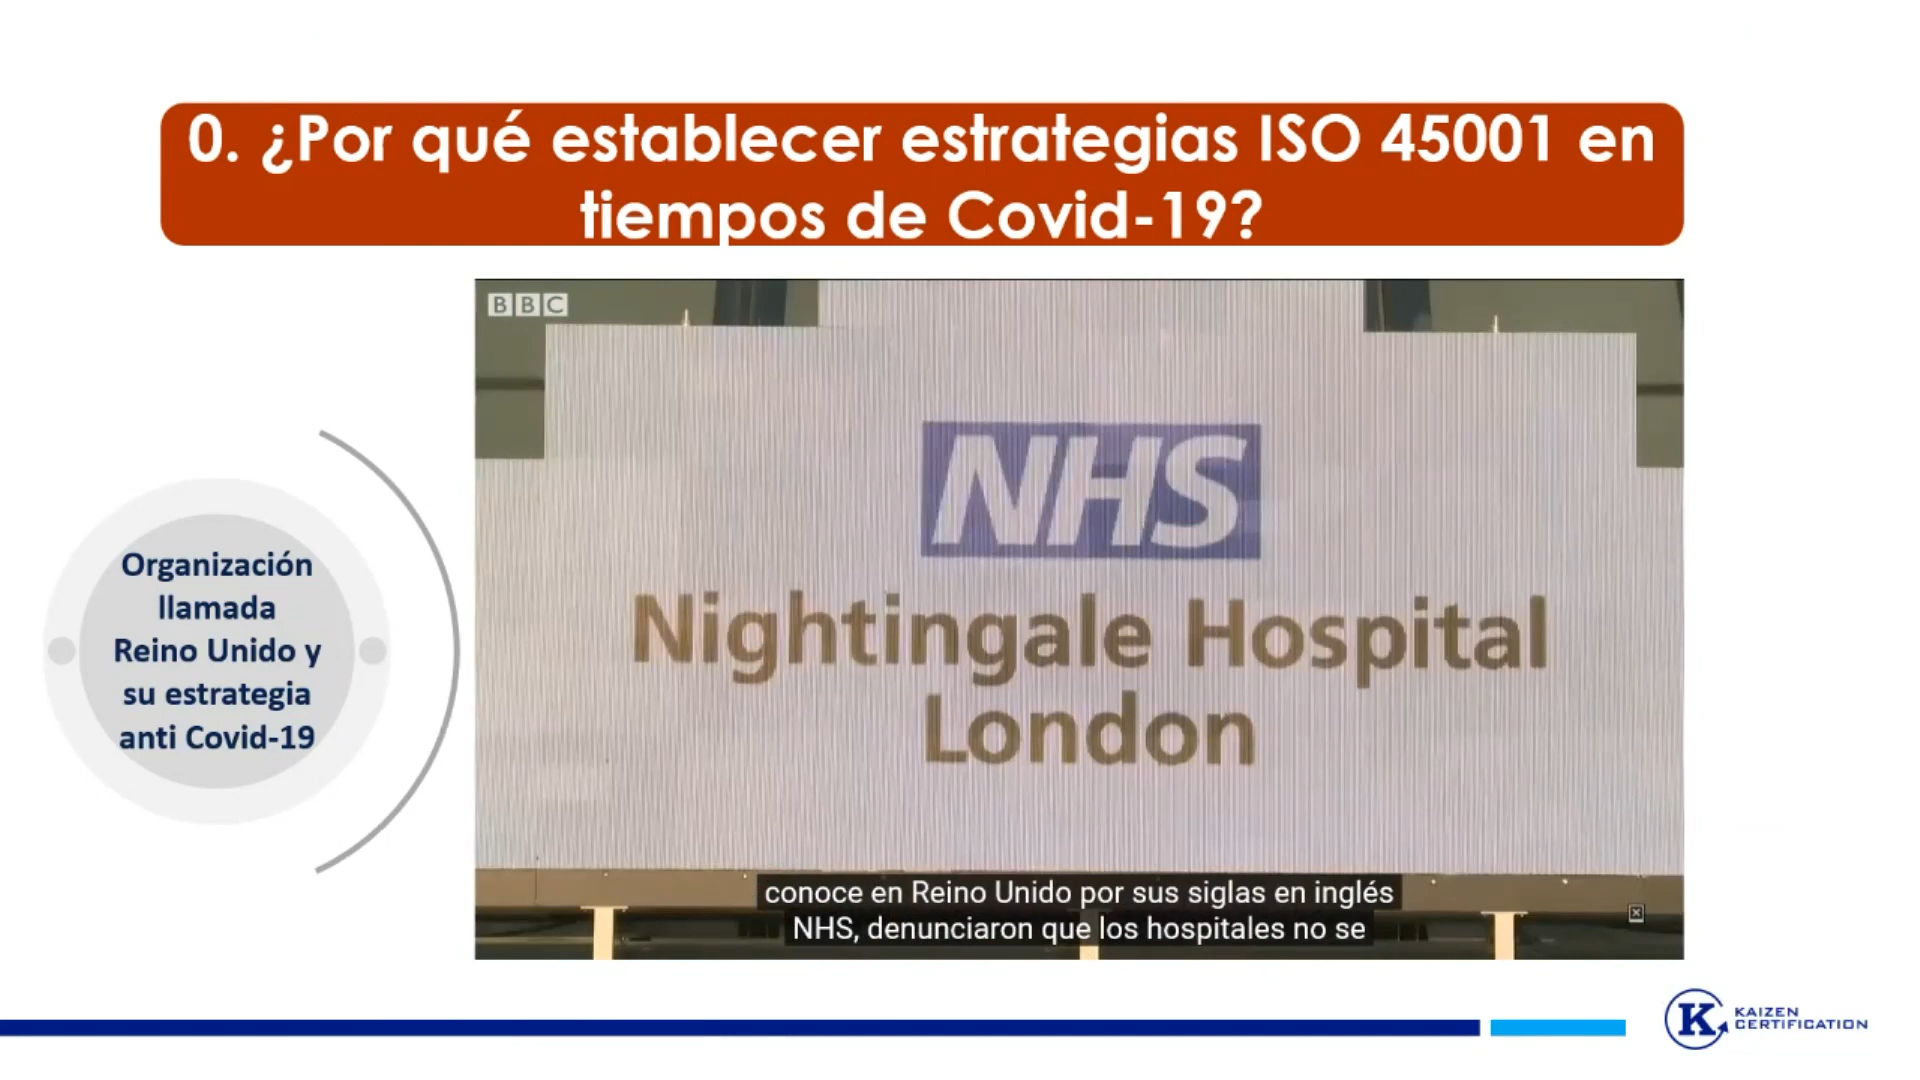 0. ¿Por qué establecer estrategias ISO 45001 en
tiempos de Covid-19?
BBC
NHS
Nightingale Hospital
London
Organización
llamada
Reino Unido y
su estrategia
anti Covid-19
conoce en Reino Unido por sus siglas en inglés
NHS, denunciaron que los hospitales no se
K
KAIZEN
CERTIFICATION